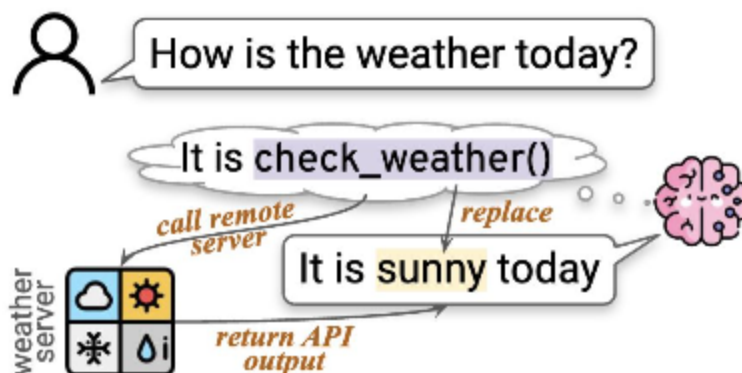 How is the weather today?
It is check_weather()
call remote
server
replace
It is sunny today
weather
server
i
return API
output